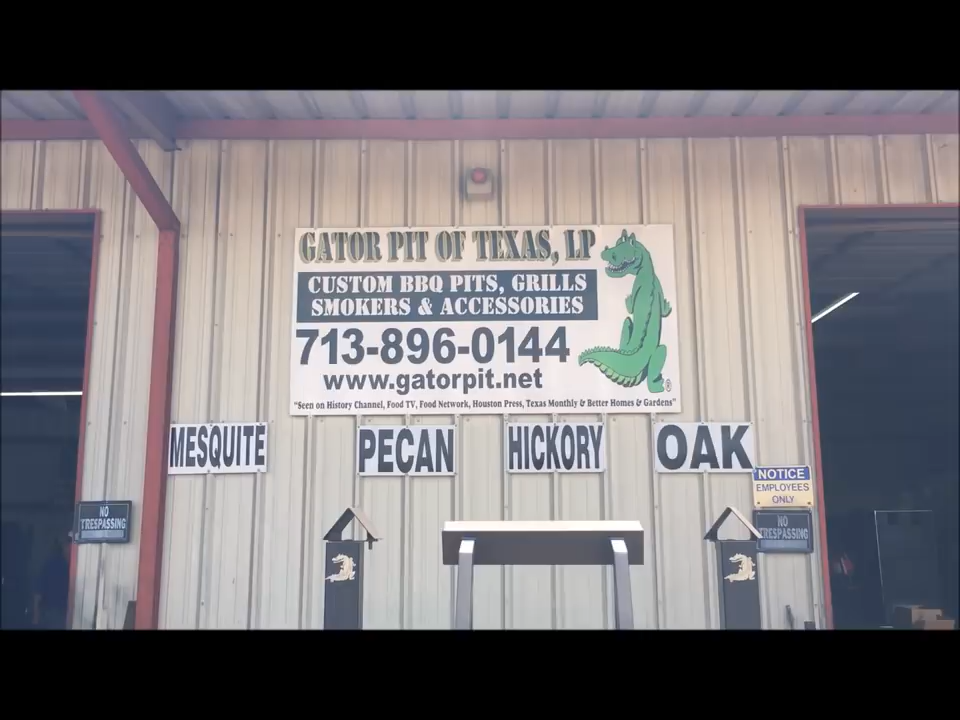 GATOR PIT OF TEXAS, LP
CUSTOM BBQ PITS, GRILLS
SMOKERS & ACCESSORIES
713-896-0144
www.gatorpit.net
"Seen on History Channel, Food TV, Food Network, Houston Press, Texas Monthly & Better Homes & Gardens"
®
MESQUITE
PECAN
HICKORY
OAK
NOTICE
EMPLOYEES
ONLY
NO
TRESPASSING
NO
TRESPASSING